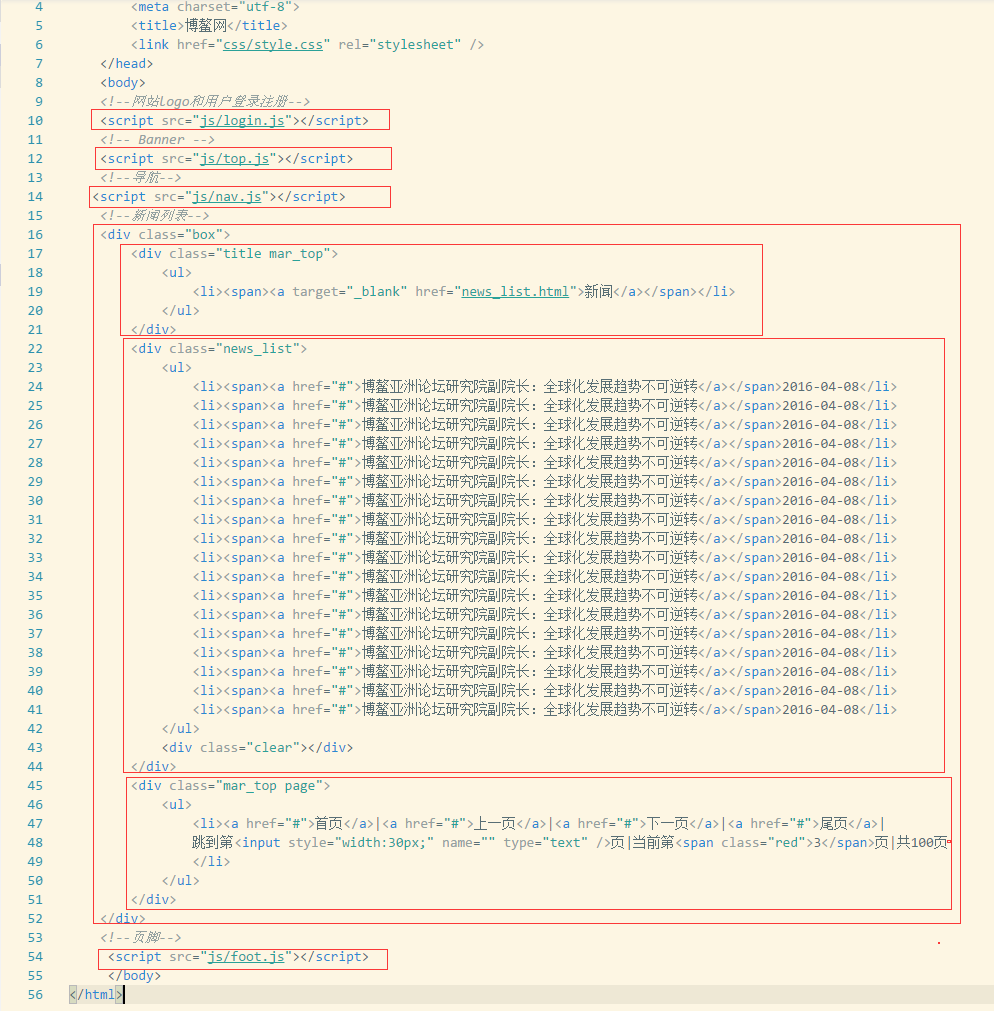 4 <meta charset="utf-8">
5 <title>博鳌网</title>
6 <link href="css/style.css" rel="stylesheet" />
7 </head>
8 <body>
9 <!--网站Logo和用户登录注册-->
10 <script src="js/login.js"></script>
11 <!-- Banner -->
12 <script src="js/top.js"></script>
13 <!--导航-->
14 <script src="js/nav.js"></script>
15 <!--新闻列表-->
16 <div class="box">
17 <div class="title mar_top">
18 <ul>
19 <li><span><a target="_blank" href="news_list.html">新闻</a></span></li>
20 </ul>
21 </div>
22 <div class="news_list">
23 <ul>
24 <li><span><a href="#">博鳌亚洲论坛研究院副院长：全球化发展趋势不可逆转</a></span>2016-04-08</li>
25 <li><span><a href="#">博鳌亚洲论坛研究院副院长：全球化发展趋势不可逆转</a></span>2016-04-08</li>
26 <li><span><a href="#">博鳌亚洲论坛研究院副院长：全球化发展趋势不可逆转</a></span>2016-04-08</li>
27 <li><span><a href="#">博鳌亚洲论坛研究院副院长：全球化发展趋势不可逆转</a></span>2016-04-08</li>
28 <li><span><a href="#">博鳌亚洲论坛研究院副院长：全球化发展趋势不可逆转</a></span>2016-04-08</li>
29 <li><span><a href="#">博鳌亚洲论坛研究院副院长：全球化发展趋势不可逆转</a></span>2016-04-08</li>
30 <li><span><a href="#">博鳌亚洲论坛研究院副院长：全球化发展趋势不可逆转</a></span>2016-04-08</li>
31 <li><span><a href="#">博鳌亚洲论坛研究院副院长：全球化发展趋势不可逆转</a></span>2016-04-08</li>
32 <li><span><a href="#">博鳌亚洲论坛研究院副院长：全球化发展趋势不可逆转</a></span>2016-04-08</li>
33 <li><span><a href="#">博鳌亚洲论坛研究院副院长：全球化发展趋势不可逆转</a></span>2016-04-08</li>
34 <li><span><a href="#">博鳌亚洲论坛研究院副院长：全球化发展趋势不可逆转</a></span>2016-04-08</li>
35 <li><span><a href="#">博鳌亚洲论坛研究院副院长：全球化发展趋势不可逆转</a></span>2016-04-08</li>
36 <li><span><a href="#">博鳌亚洲论坛研究院副院长：全球化发展趋势不可逆转</a></span>2016-04-08</li>
37 <li><span><a href="#">博鳌亚洲论坛研究院副院长：全球化发展趋势不可逆转</a></span>2016-04-08</li>
38 <li><span><a href="#">博鳌亚洲论坛研究院副院长：全球化发展趋势不可逆转</a></span>2016-04-08</li>
39 <li><span><a href="#">博鳌亚洲论坛研究院副院长：全球化发展趋势不可逆转</a></span>2016-04-08</li>
40 <li><span><a href="#">博鳌亚洲论坛研究院副院长：全球化发展趋势不可逆转</a></span>2016-04-08</li>
41 <li><span><a href="#">博鳌亚洲论坛研究院副院长：全球化发展趋势不可逆转</a></span>2016-04-08</li>
42 </ul>
43 <div class="clear"></div>
44 </div>
45 <div class="mar_top page">
46 <ul>
47 <li><a href="#">首页</a>|<a href="#">上一页</a>|<a href="#">下一页</a>|<a href="#">尾页</a>|
48 跳到第<input style="width:30px;" name="" type="text" />页|当前第<span class="red">3</span>页|共100页
49 </li>
50 </ul>
51 </div>
52 </div>
53 <!--页脚-->
54 <script src="js/foot.js"></script>
55 </body>
56 </html>